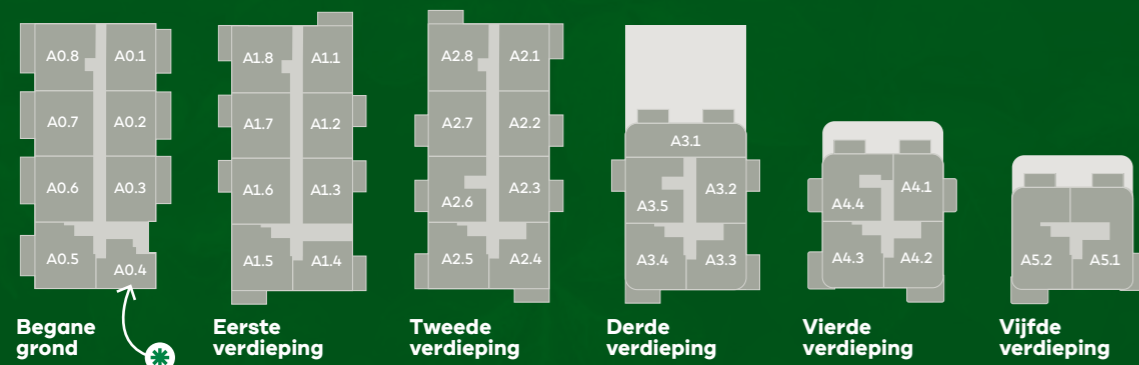 A0.8 A0.1
A0.7 A0.2
A0.6 A0.3
A0.5 A0.4
Begane
grond
A1.8 A1.1
A1.7 A1.2
A1.6 A1.3
A1.5 A1.4
Eerste
verdieping
A2.8 A2.1
A2.7 A2.2
A2.6 A2.3
A2.5 A2.4
Tweede
verdieping
A3.1
A3.2
A3.5
A3.4 A3.3
Derde
verdieping
A4.1
A4.4
A4.3 A4.2
Vierde
verdieping
A5.2 A5.1
Vijfde
verdieping